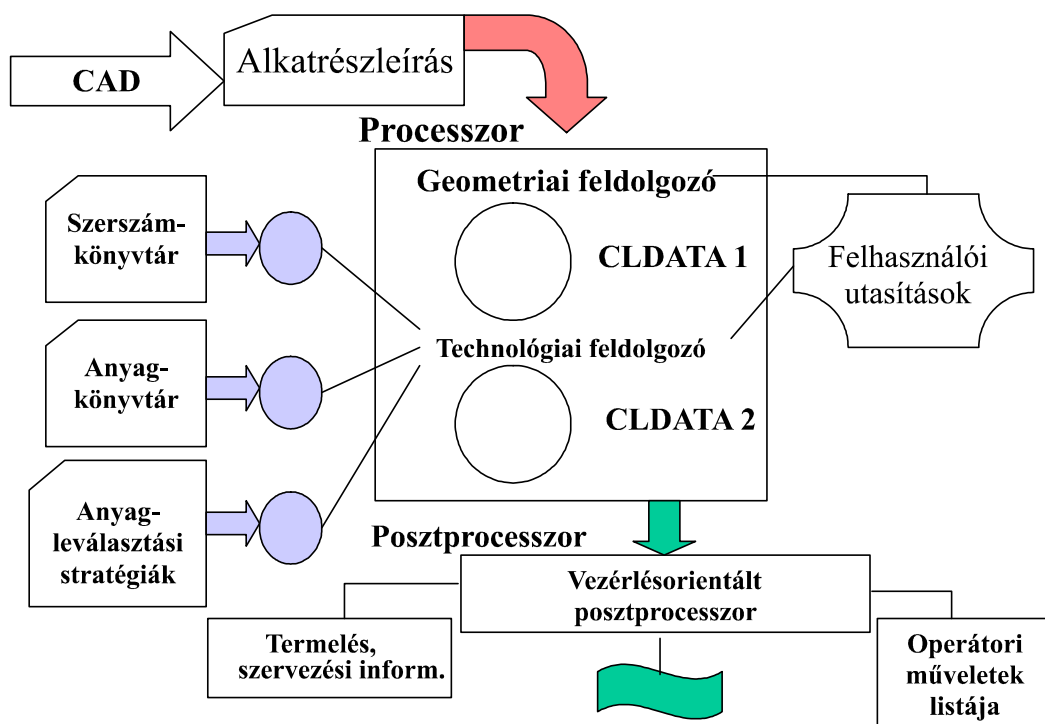 CAD
Alkatrészleírás
Processzor
Geometriai feldolgozó
CLDATA 1
Technológiai feldolgozó
CLDATA 2
Szerszám-
könyvtár
Anyag-
könyvtár
Anyag-
leválasztási
stratégiák
Felhasználói
utasítások
Posztprocesszor
Vezérlésorientált
posztprocesszor
Termelés,
szervezési inform.
Operátori
műveletek
listája